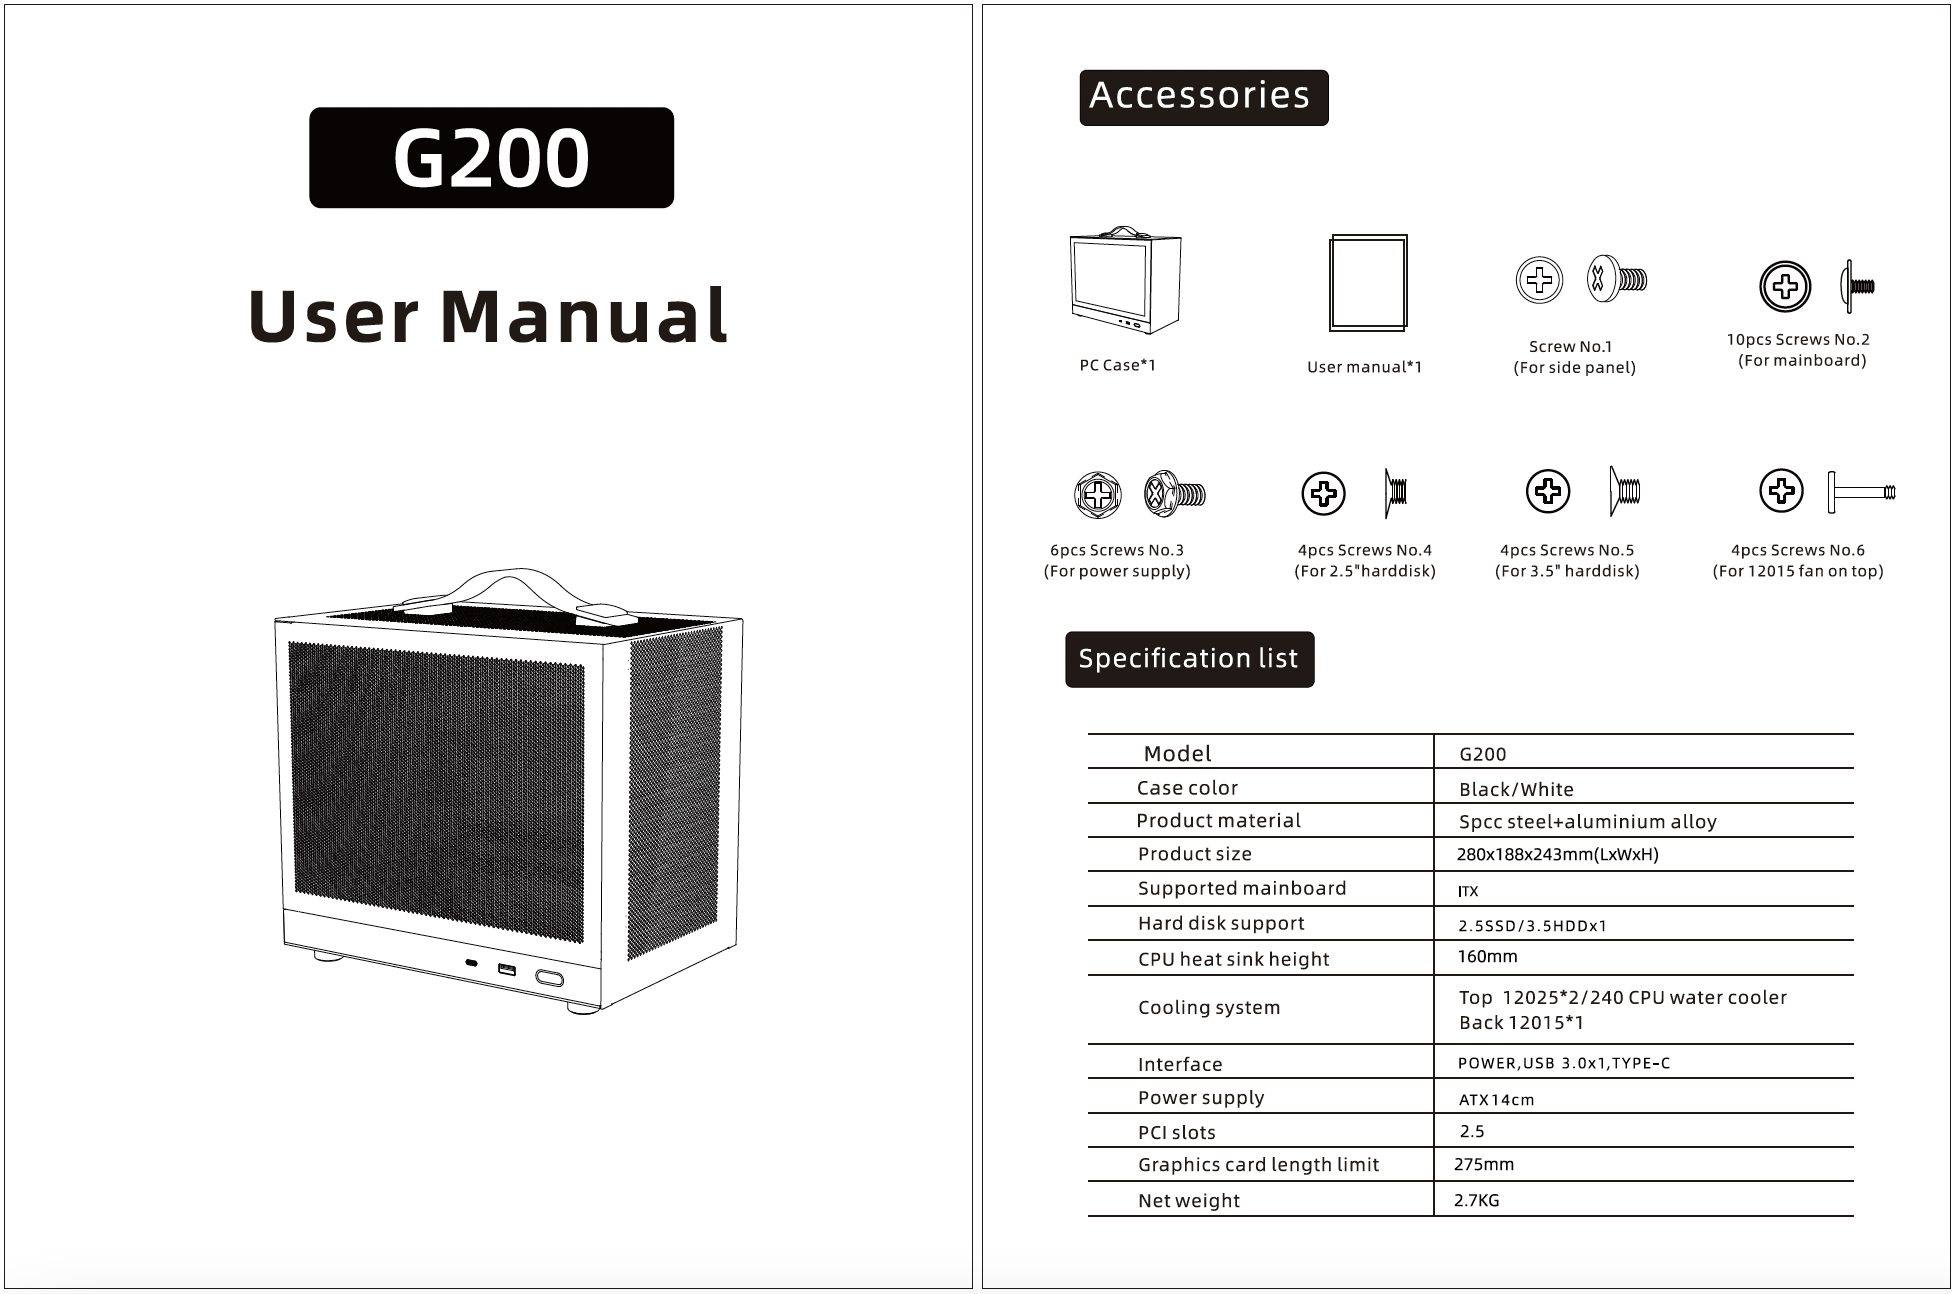 G200
User Manual
Accessories
PC Case*1
User manual*1
Screw No.1
(For side panel)
10pcs Screws No.2
(For mainboard)
6pcs Screws No.3
(For power supply)
4pcs Screws No.4
(For 2.5"harddisk)
4pcs Screws No.5
(For 3.5" harddisk)
4pcs Screws No.6
(For 12015 fan on top)
Specification list
Model G200
Case color Black/White
Product material Spcc steel+aluminium alloy
Product size 280x188x243mm(LxWxH)
Supported mainboard ITX
Hard disk support 2.5SSD/3.5HDDx1
CPU heat sink height 160mm
Cooling system Top 12025*2/240 CPU water cooler
Back 12015*1
Interface POWER,USB 3.0x1,TYPE-C
Power supply ATX14cm
PCI slots 2.5
Graphics card length limit 275mm
Net weight 2.7KG